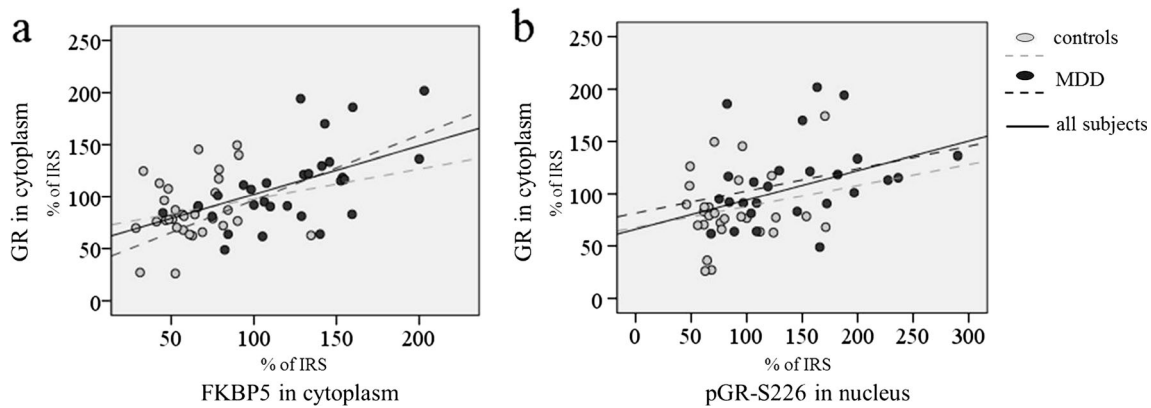 a
250
200
150
100
50
0
GR in cytoplasm
% of IRS
50 100 150 200
% of IRS
FKBP5 in cytoplasm
b
250
200
150
100
50
0
GR in cytoplasm
% of IRS
0 50 100 150 200 250 300
% of IRS
pGR-S226 in nucleus
controls
MDD
all subjects